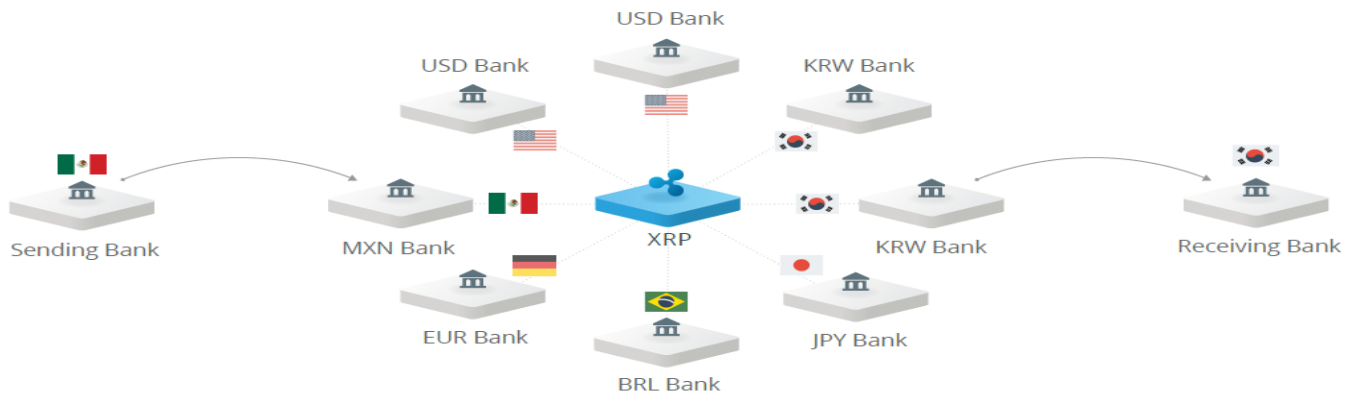 USD Bank
USD Bank
KRW Bank
Sending Bank
MXN Bank
XRP
KRW Bank
Receiving Bank
EUR Bank
JPY Bank
BRL Bank